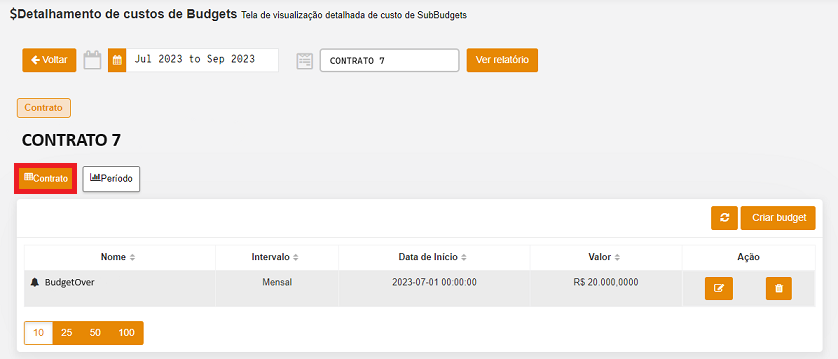 $Detalhamento de custos de Budgets Tela de visualização detalhada de custo de SubBudgets
Voltar Jul 2023 to Sep 2023 CONTRATO 7 Ver relatório
Contrato
CONTRATO 7
Contrato Período
Criar budget
Nome Intervalo Data de Início Valor Ação
BudgetOver Mensal 2023-07-01 00:00:00 R$ 20.000,0000
10 25 50 100